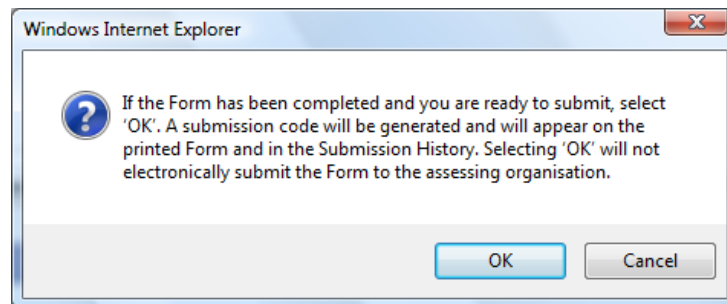 Windows Internet Explorer
If the Form has been completed and you are ready to submit, select
‘OK’. A submission code will be generated and will appear on the
printed Form and in the Submission History. Selecting ‘OK’ will not
electronically submit the Form to the assessing organisation.
OK
Cancel